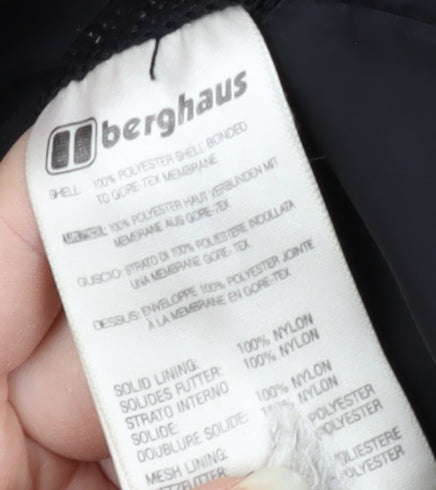 berghaus
SHELL: 100% POLYESTER SHELL BONDED
TO GORE-TEX MEMBRANE
100% POLYESTER HAUT VERBUNDEN MIT
MEMBRANE AUS GORE-TEX
GUSCIO: STRATO DI 100% POLIESTERE INCOLLATA
UNA MEMBRANE GORE-TEX
DESSUS: ENVELOPPE 100% POLYESTER JOINTE
À LA MEMBRANE EN GORE-TEX
SOLID LINING: 100% NYLON
SOLIDES FUTTER: 100% NYLON
STRATO INTERNO
SOLIDE: 100% NYLON
DOUBLURE SOLIDE: NYLON
MESH LINING: POLYESTER
POLYESTER
POLYESTER